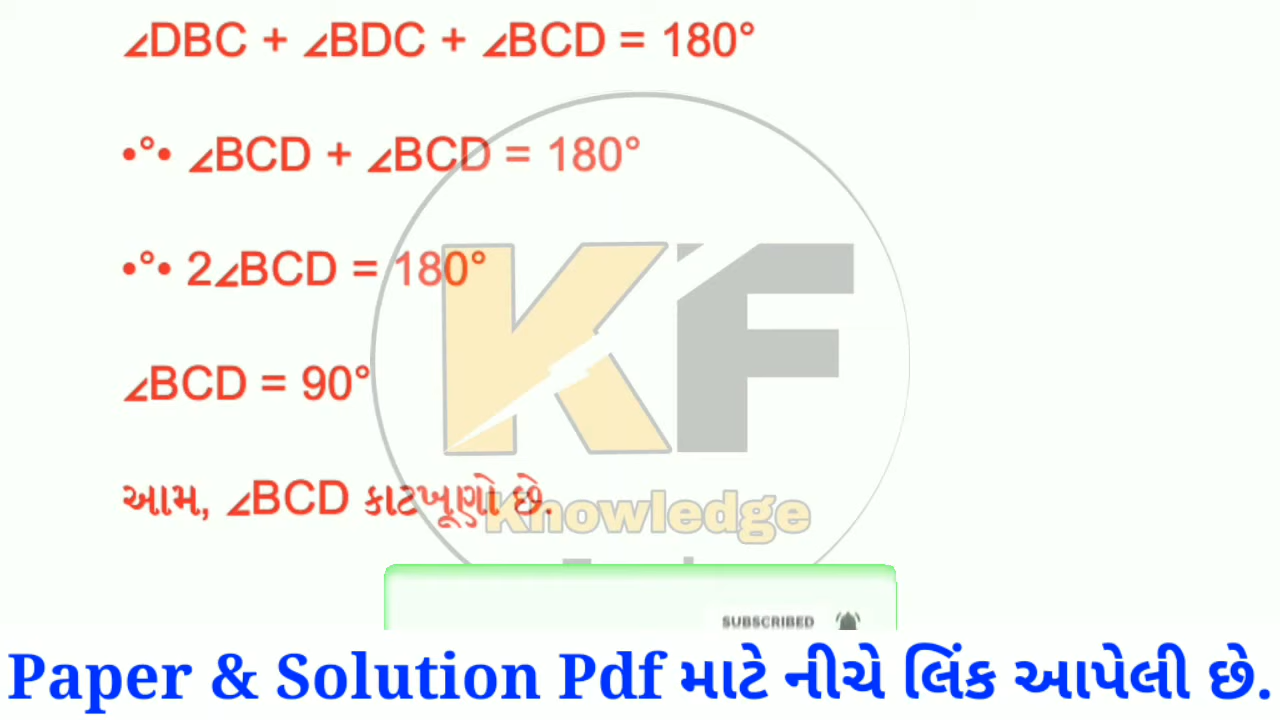 ∠DBC + ∠BDC + ∠BCD = 180°
•°• ∠BCD + ∠BCD = 180°
•°• 2∠BCD = 180°
∠BCD = 90°
આમ, ∠BCD કાટખૂણો છે.
KF
Knowledge
SUBSCRIBED
Paper & Solution Pdf માટે નીચે લિંક આપેલી છે.